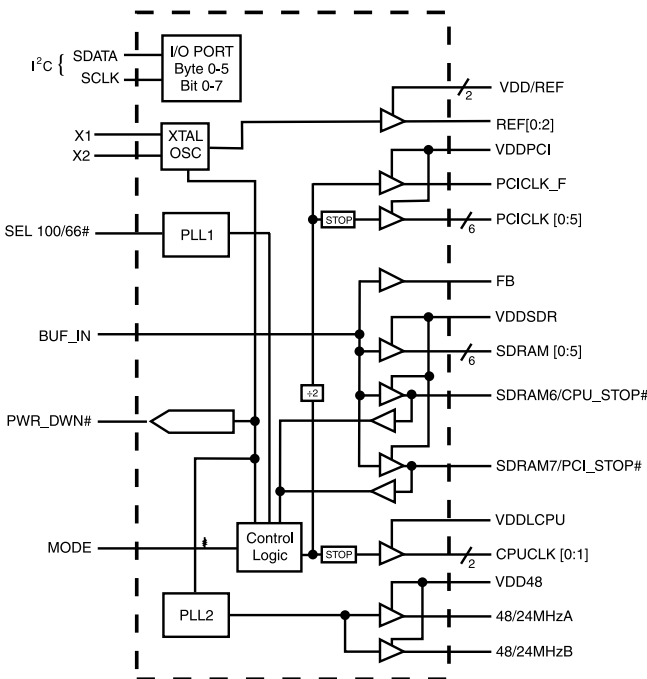 I²C { SDATA
SCLK
I/O PORT
Byte 0-5
Bit 0-7
VDD/REF
2
REF[0:2]
X1
X2
XTAL
OSC
VDDPCI
PCICLK_F
STOP
PCICLK [0:5]
6
SEL 100/66#
PLL1
FB
VDDSDR
BUF_IN
SDRAM [0:5]
6
÷2
SDRAM6/CPU_STOP#
PWR_DWN#
SDRAM7/PCI_STOP#
VDDLCPU
MODE
Control
Logic
STOP
CPUCLK [0:1]
2
VDD48
PLL2
48/24MHzA
48/24MHzB